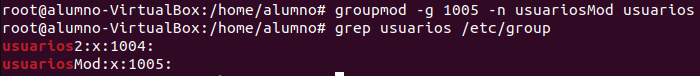 root@alumno-VirtualBox:/home/alumno# groupmod -g 1005 -n usuariosMod usuarios
root@alumno-VirtualBox:/home/alumno# grep usuarios /etc/group
usuarios2:x:1004:
usuariosMod:x:1005: